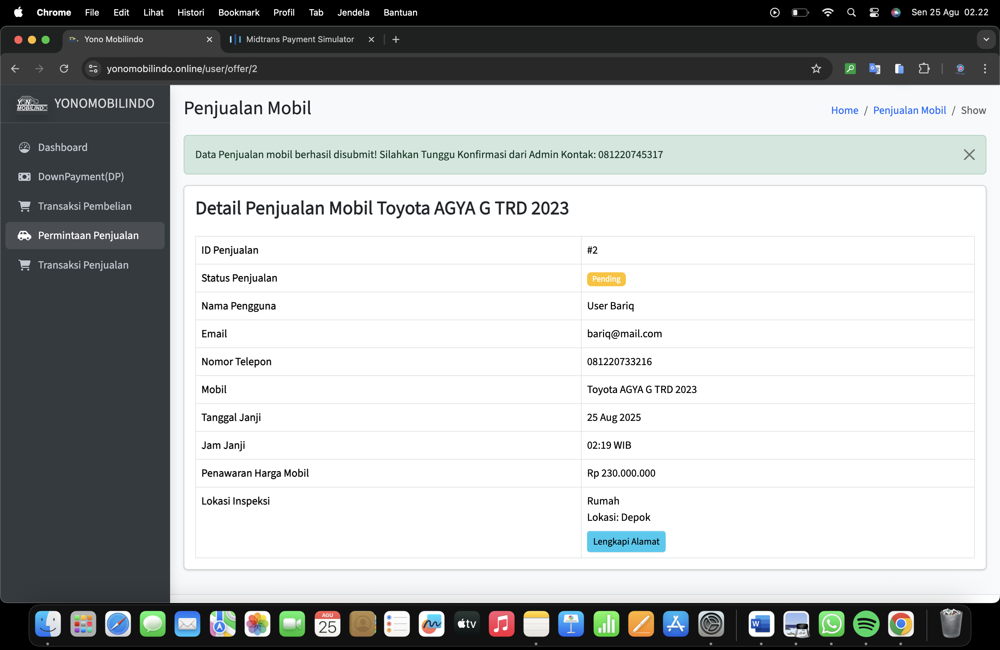 Chrome File Edit Lihat Histori Bookmark Profil Tab Jendela Bantuan Sen 25 Agu 02.22
Yono Mobilindo Midtrans Payment Simulator
yonomobilindo.online/user/offer/2
YONO MOBILINDO YONOMOBILINDO
Dashboard
DownPayment(DP)
Transaksi Pembelian
Permintaan Penjualan
Transaksi Penjualan
Penjualan Mobil
Home / Penjualan Mobil / Show
Data Penjualan mobil berhasil disubmit! Silahkan Tunggu Konfirmasi dari Admin Kontak: 081220745317
Detail Penjualan Mobil Toyota AGYA G TRD 2023
ID Penjualan #2
Status Penjualan Pending
Nama Pengguna User Bariq
Email bariq@mail.com
Nomor Telepon 081220733216
Mobil Toyota AGYA G TRD 2023
Tanggal Janji 25 Aug 2025
Jam Janji 02:19 WIB
Penawaran Harga Mobil Rp 230.000.000
Lokasi Inspeksi Rumah
Lokasi: Depok
Lengkapi Alamat
AGU
25
tv
W